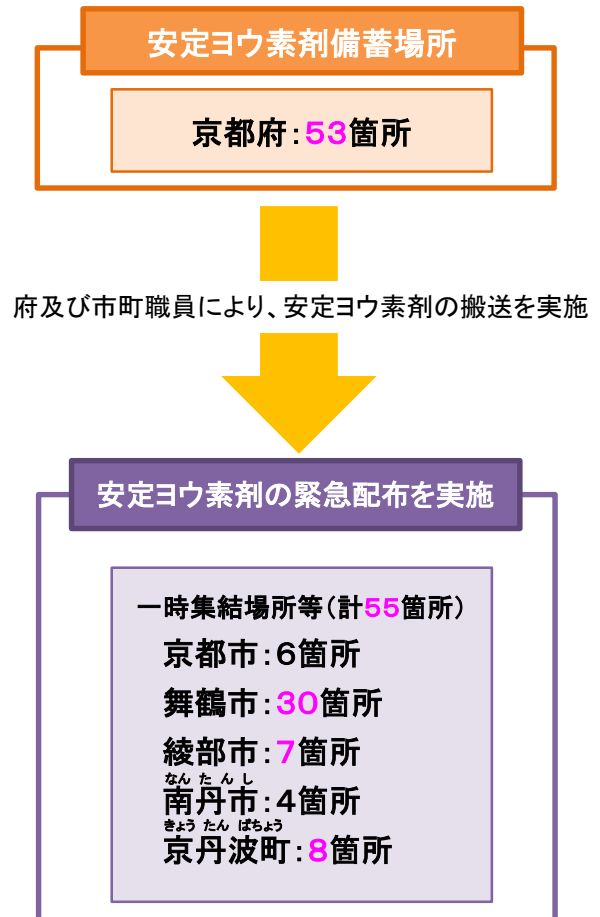 安定ヨウ素剤備蓄場所
京都府：５３箇所
府及び市町職員により、安定ヨウ素剤の搬送を実施
安定ヨウ素剤の緊急配布を実施
一時集結場所等（計５５箇所）
京都市：６箇所
舞鶴市：３０箇所
綾部市：７箇所
なんたんし
南丹市：４箇所
きょうたんばちょう
京丹波町：８箇所